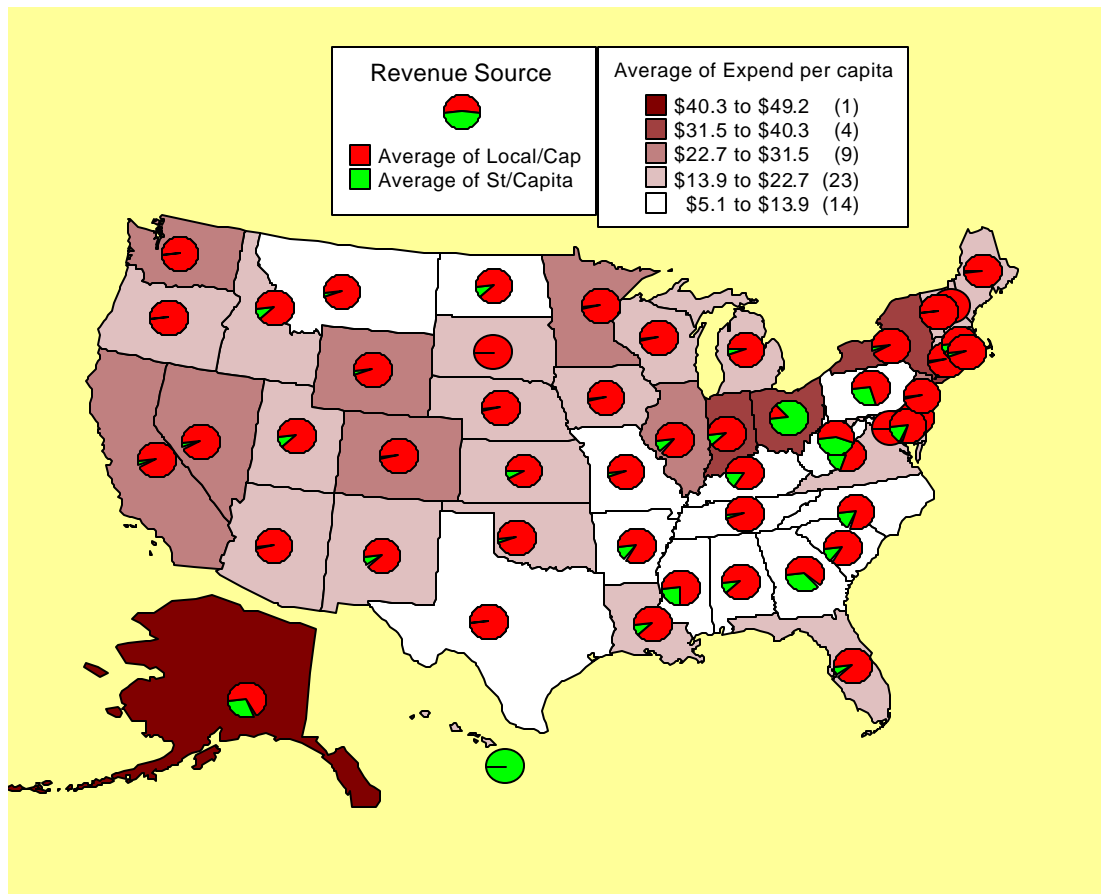 Revenue Source
Average of Local/Cap
Average of St/Capita
Average of Expend per capita
$40.3 to $49.2 (1)
$31.5 to $40.3 (4)
$22.7 to $31.5 (9)
$13.9 to $22.7 (23)
$5.1 to $13.9 (14)